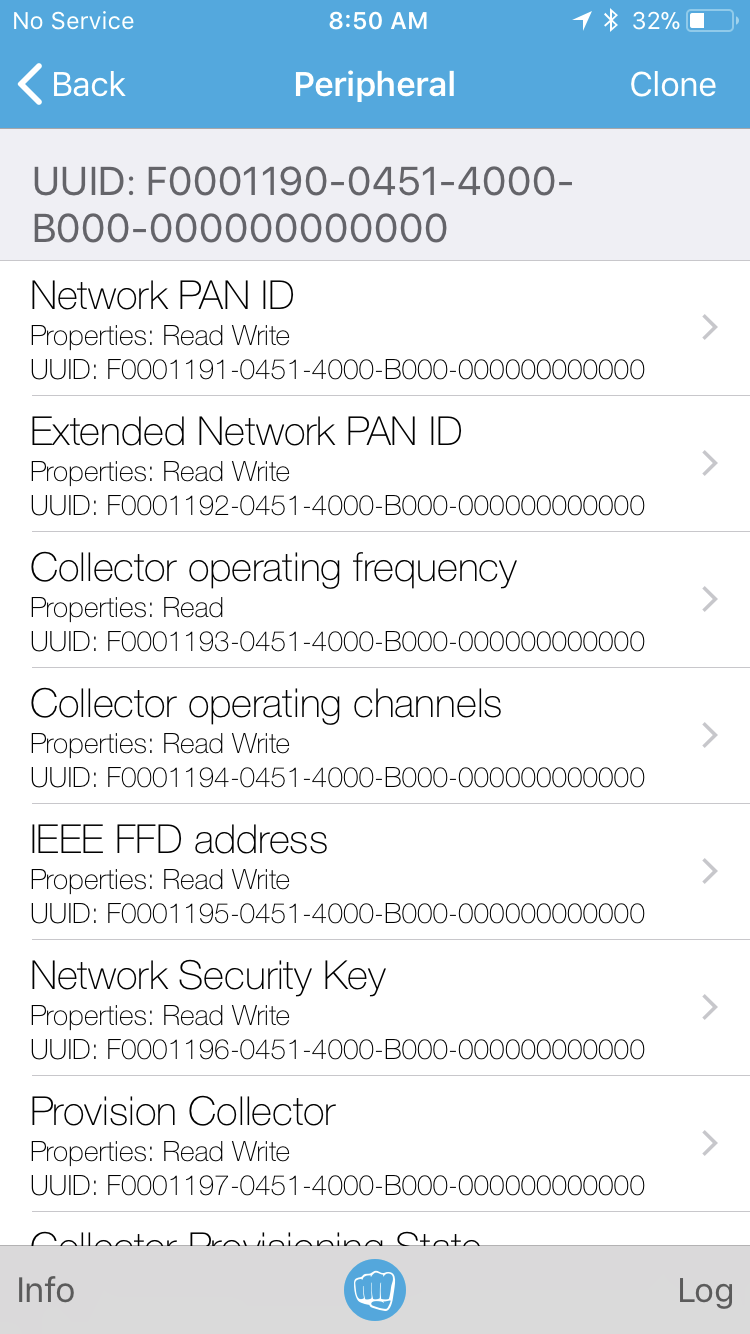 No Service 8:50 AM 32%
Back Peripheral Clone
UUID: F0001190-0451-4000-
B000-000000000000
Network PAN ID
Properties: Read Write
UUID: F0001191-0451-4000-B000-000000000000
Extended Network PAN ID
Properties: Read Write
UUID: F0001192-0451-4000-B000-000000000000
Collector operating frequency
Properties: Read
UUID: F0001193-0451-4000-B000-000000000000
Collector operating channels
Properties: Read Write
UUID: F0001194-0451-4000-B000-000000000000
IEEE FFD address
Properties: Read Write
UUID: F0001195-0451-4000-B000-000000000000
Network Security Key
Properties: Read Write
UUID: F0001196-0451-4000-B000-000000000000
Provision Collector
Properties: Read Write
UUID: F0001197-0451-4000-B000-000000000000
Collector Provisioning State
Info Log